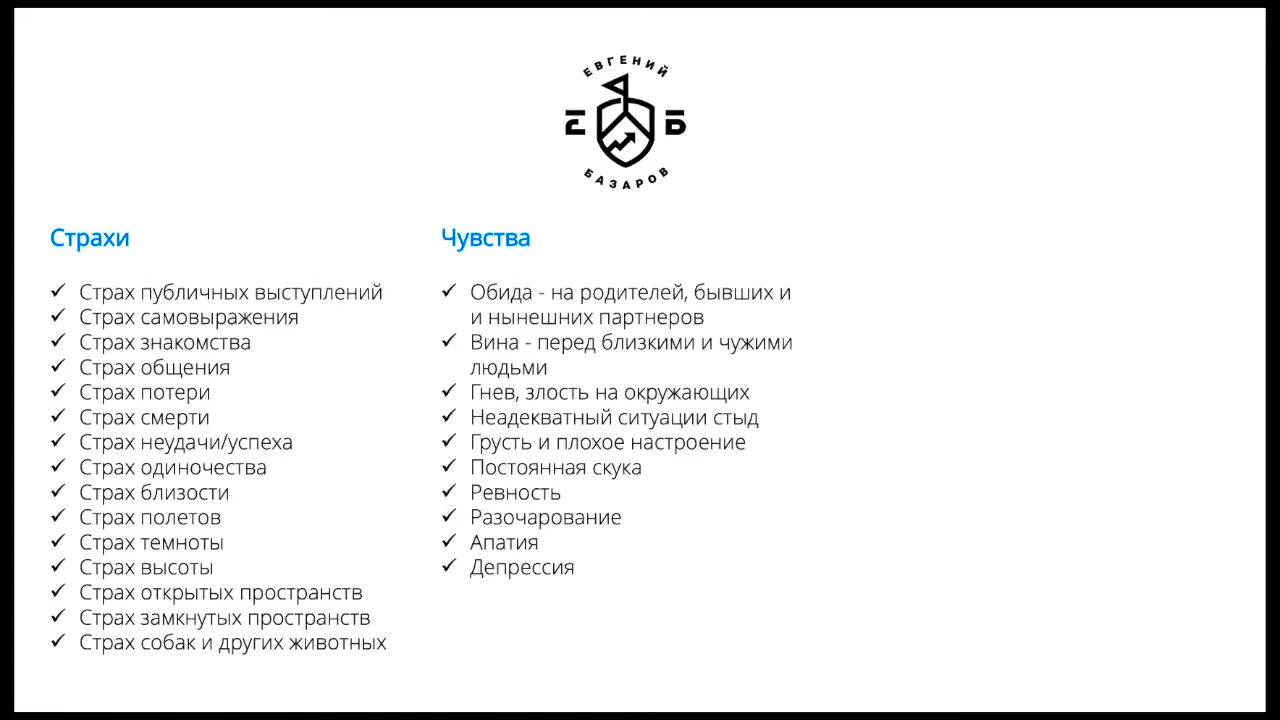 ЕВГЕНИЙ
Е Б
БАЗАРОВ
Страхи
Страх публичных выступлений
Страх самовыражения
Страх знакомства
Страх общения
Страх потери
Страх смерти
Страх неудачи/успеха
Страх одиночества
Страх близости
Страх полетов
Страх темноты
Страх высоты
Страх открытых пространств
Страх замкнутых пространств
Страх собак и других животных
Чувства
Обида - на родителей, бывших и
и нынешних партнеров
Вина - перед близкими и чужими
людьми
Гнев, злость на окружающих
Неадекватный ситуации стыд
Грусть и плохое настроение
Постоянная скука
Ревность
Разочарование
Апатия
Депрессия